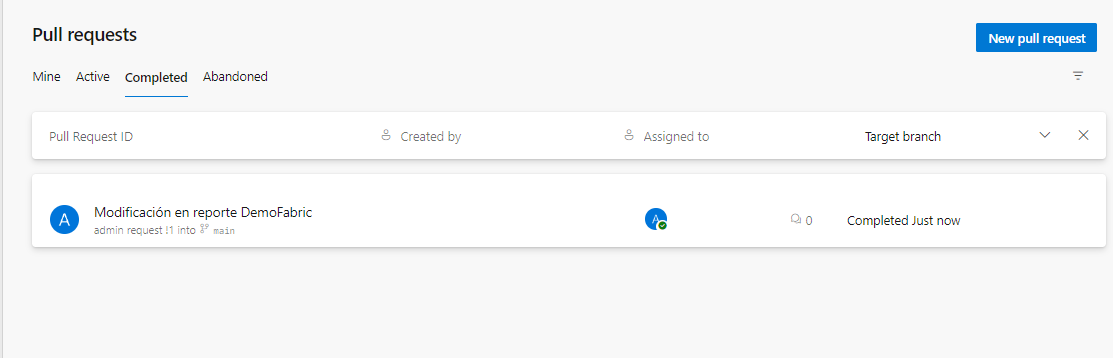 Pull requests
New pull request
Mine Active Completed Abandoned
Pull Request ID Created by Assigned to Target branch
A Modificación en reporte DemoFabric A 0 Completed Just now
admin request !1 into main